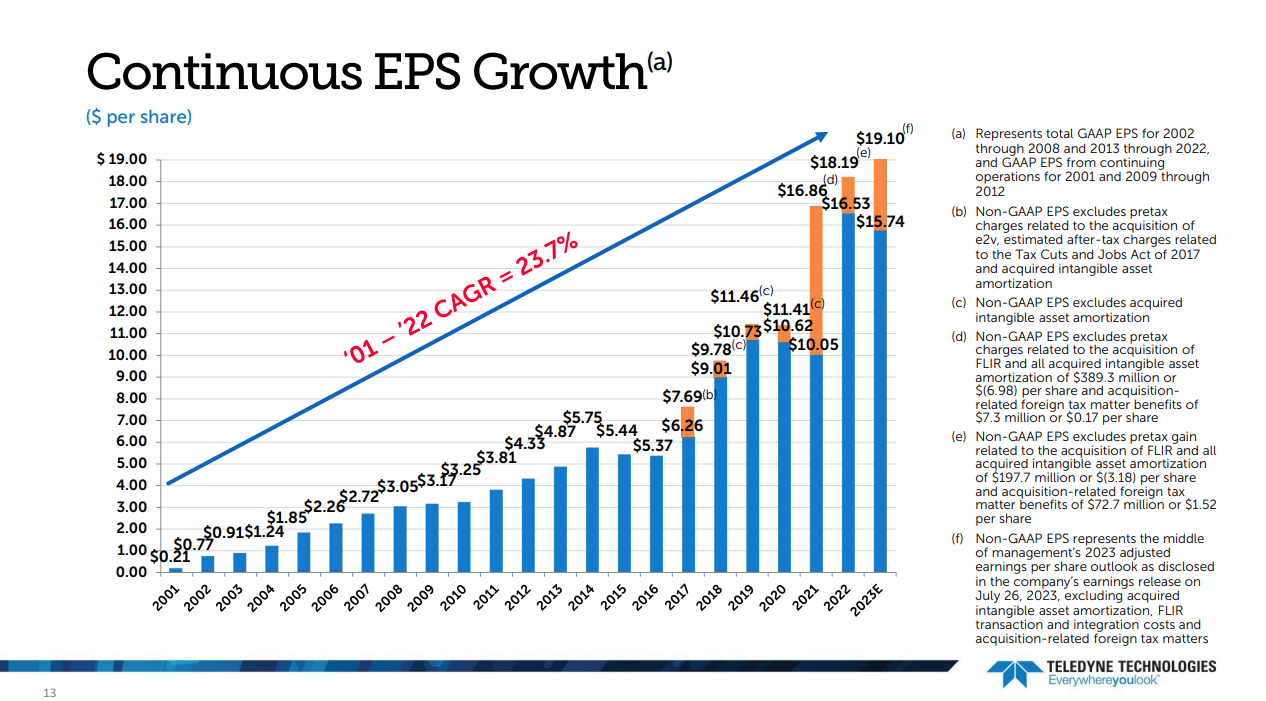 Continuous EPS Growth(a)
($ per share)
$ 19.00
18.00
17.00
16.00
15.00
14.00
13.00
12.00
11.00
10.00
9.00
8.00
7.00
6.00
5.00
4.00
3.00
2.00
1.00
0.00
'01 – '22 CAGR = 23.7%
$0.21
$0.77
$0.91
$1.24
$1.85
$2.26
$2.72
$3.05
$3.17
$3.25
$3.81
$4.33
$4.87
$5.75
$5.44
$5.37
$7.69(b)
$6.26
$9.78(c)
$9.01
$11.46(c)
$10.73
$11.41(c)
$10.62
$16.86(d)
$10.05
$18.19(e)
$16.53
$19.10(f)
$15.74
2001
2002
2003
2004
2005
2006
2007
2008
2009
2010
2011
2012
2013
2014
2015
2016
2017
2018
2019
2020
2021
2022
2023E
(a) Represents total GAAP EPS for 2002
through 2008 and 2013 through 2022,
and GAAP EPS from continuing
operations for 2001 and 2009 through
2012
(b) Non-GAAP EPS excludes pretax
charges related to the acquisition of
e2v, estimated after-tax charges related
to the Tax Cuts and Jobs Act of 2017
and acquired intangible asset
amortization
(c) Non-GAAP EPS excludes acquired
intangible asset amortization
(d) Non-GAAP EPS excludes pretax
charges related to the acquisition of
FLIR and all acquired intangible asset
amortization of $389.3 million or
$(6.98) per share and acquisition-
related foreign tax matter benefits of
$7.3 million or $0.17 per share
(e) Non-GAAP EPS excludes pretax gain
related to the acquisition of FLIR and all
acquired intangible asset amortization
of $197.7 million or $(3.18) per share
and acquisition-related foreign tax
matter benefits of $72.7 million or $1.52
per share
(f) Non-GAAP EPS represents the middle
of management's 2023 adjusted
earnings per share outlook as disclosed
in the company's earnings release on
July 26, 2023, excluding acquired
intangible asset amortization, FLIR
transaction and integration costs and
acquisition-related foreign tax matters
13
TELEDYNE TECHNOLOGIES
Everywhereyoulook™